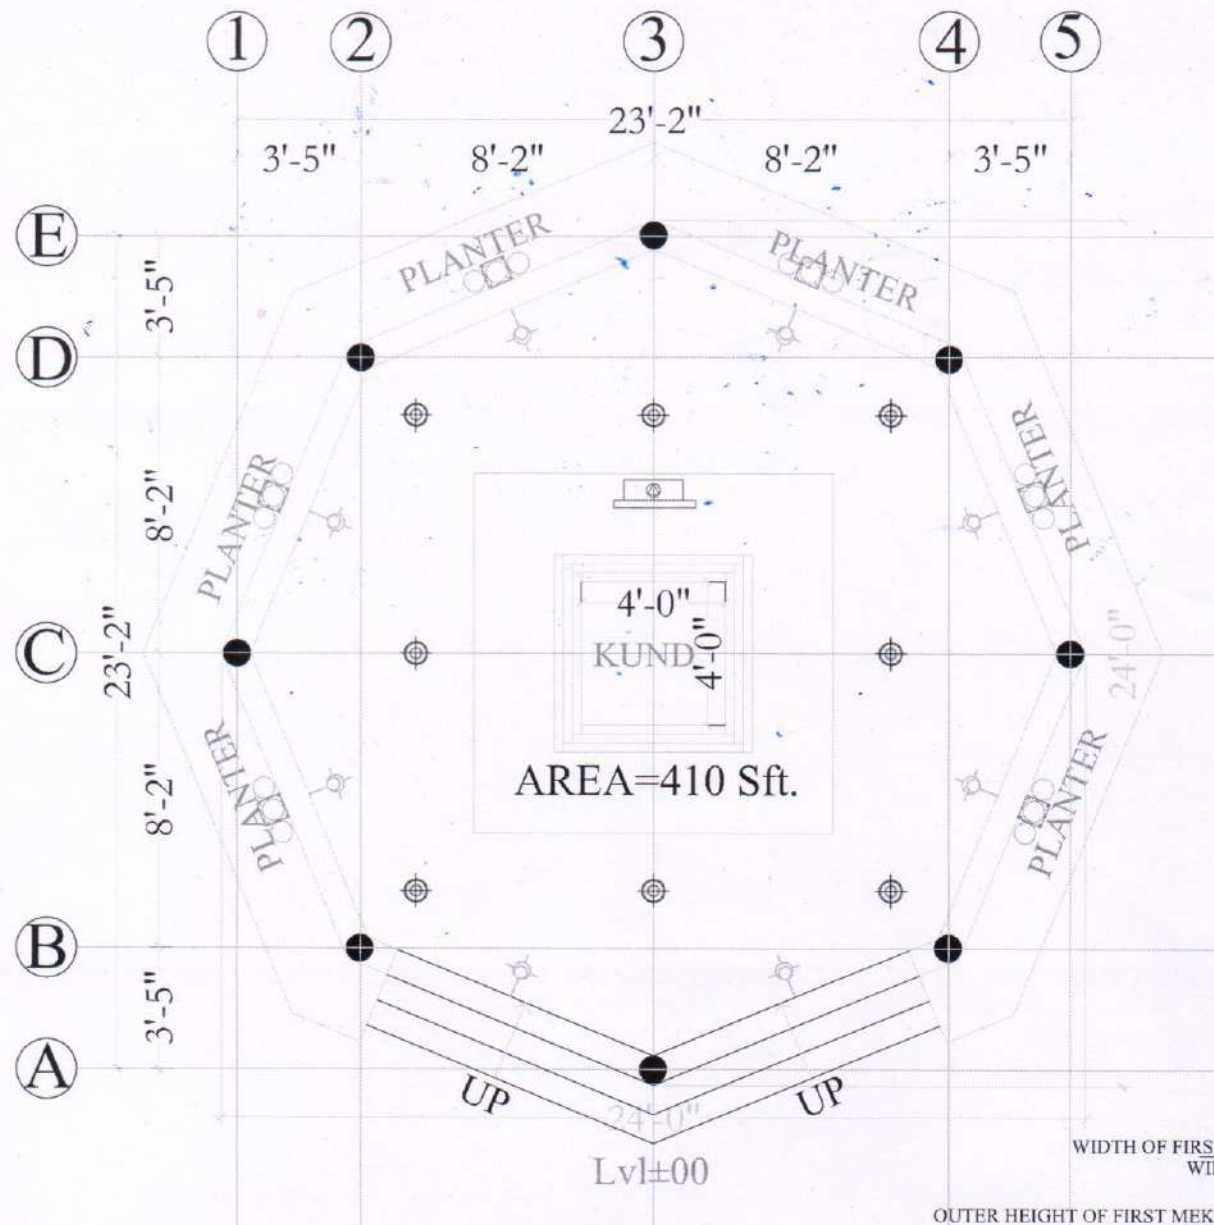 1 2 3 4 5
23'-2"
3'-5" 8'-2" 8'-2" 3'-5"
E
PLANTER PLANTER
3'-5"
D
PLANTER PLANTER
8'-2"
4'-0"
C
23'-2"
KUND
4'-0"
24'-0"
AREA=410 Sft.
PLANTER PLANTER
8'-2"
B
3'-5"
A
UP UP
24'-0"
Lvl±00
WIDTH OF FIRS
WI
OUTER HEIGHT OF FIRST MEK